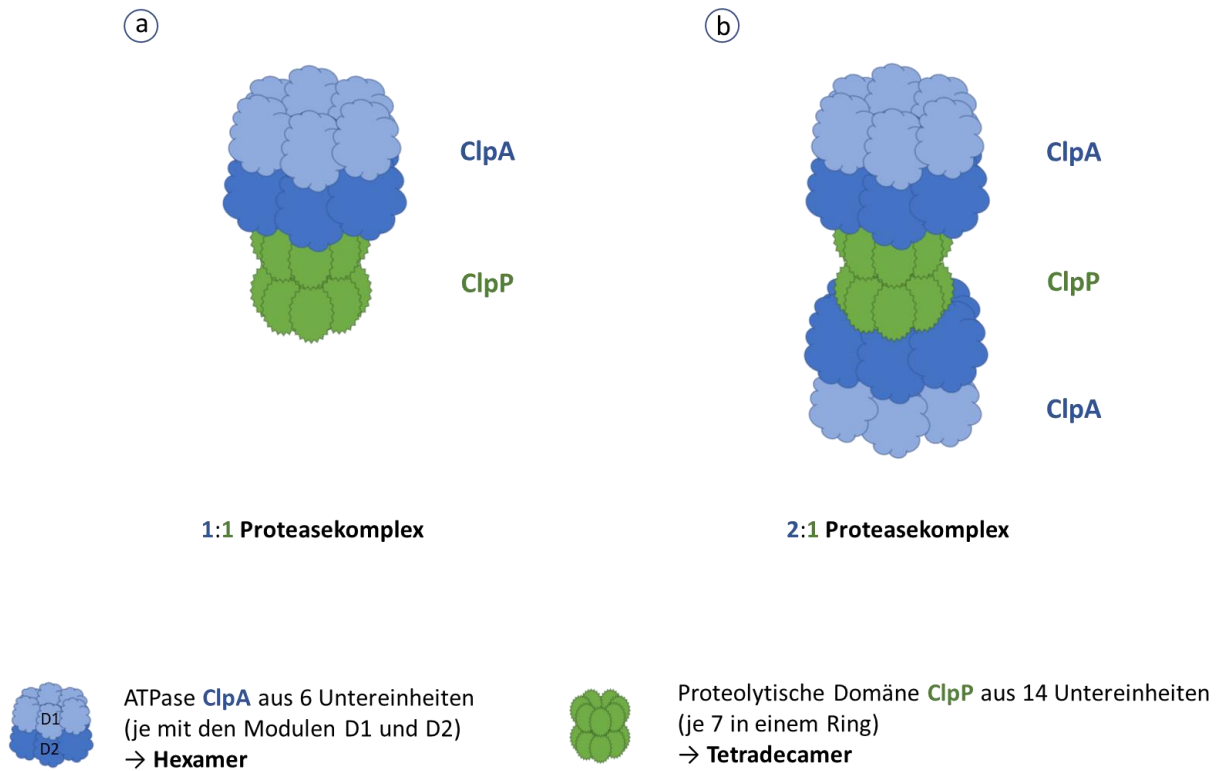 a
b
ClpA
ClpP
1:1 Proteasekomplex
ClpA
ClpP
ClpA
2:1 Proteasekomplex
D1
D2
ATPase ClpA aus 6 Untereinheiten
(je mit den Modulen D1 und D2)
→ Hexamer
Proteolytische Domäne ClpP aus 14 Untereinheiten
(je 7 in einem Ring)
→ Tetradecamer